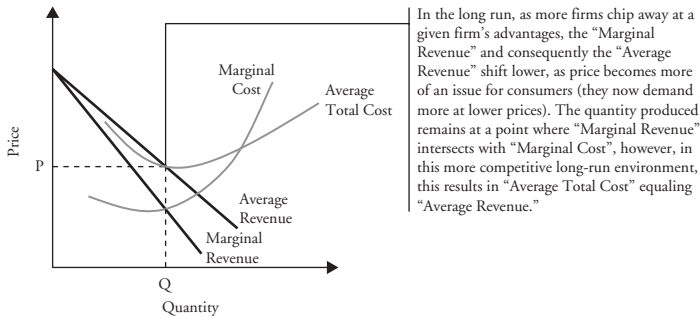 Price
P
Marginal
Cost
Average
Total Cost
Average
Revenue
Marginal
Revenue
Q
Quantity
In the long run, as more firms chip away at a
given firm's advantages, the “Marginal
Revenue” and consequently the “Average
Revenue” shift lower, as price becomes more
of an issue for consumers (they now demand
more at lower prices). The quantity produced
remains at a point where “Marginal Revenue”
intersects with “Marginal Cost”, however, in
this more competitive long-run environment,
this results in “Average Total Cost” equaling
“Average Revenue.”